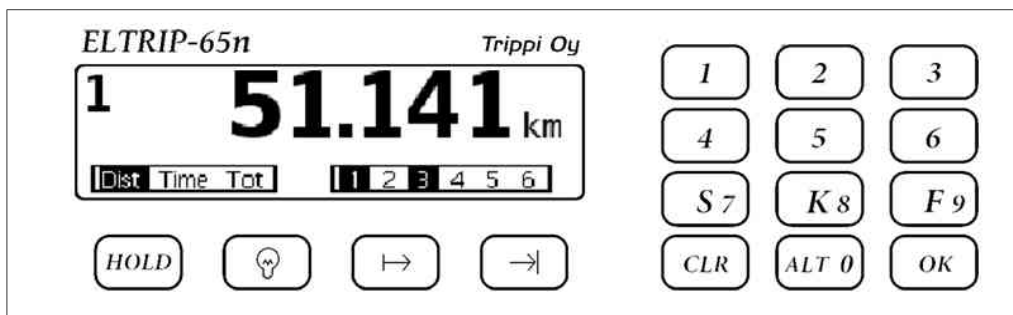 ELTRIP-65n Trippi Oy
1 51.141 km
Dist Time Tot 1 2 3 4 5 6
HOLD
1 2 3
4 5 6
S 7 K 8 F 9
CLR ALT 0 OK